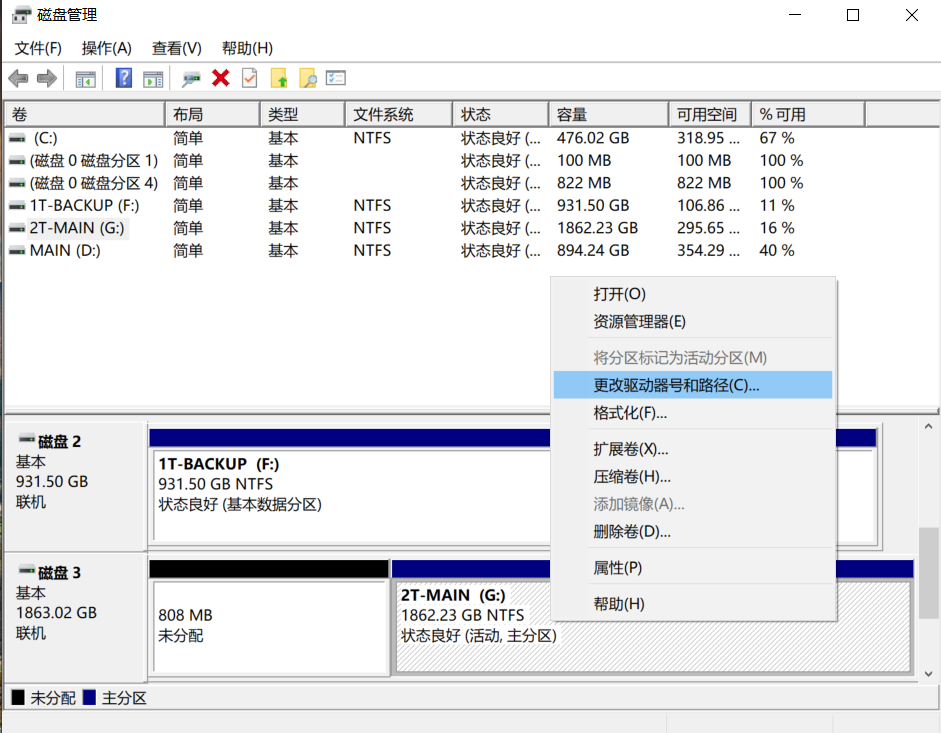 磁盘管理
文件(F) 操作(A) 查看(V) 帮助(H)
卷 布局 类型 文件系统 状态 容量 可用空间 % 可用
(C:) 简单 基本 NTFS 状态良好 (... 476.02 GB 318.95 ... 67 %
(磁盘 0 磁盘分区 1) 简单 基本 状态良好 (... 100 MB 100 MB 100 %
(磁盘 0 磁盘分区 4) 简单 基本 状态良好 (... 822 MB 822 MB 100 %
1T-BACKUP (F:) 简单 基本 NTFS 状态良好 (... 931.50 GB 106.86 ... 11 %
2T-MAIN (G:) 简单 基本 NTFS 状态良好 (... 1862.23 GB 295.65 ... 16 %
MAIN (D:) 简单 基本 NTFS 状态良好 (... 894.24 GB 354.29 ... 40 %
打开(O)
资源管理器(E)
将分区标记为活动分区(M)
更改驱动器号和路径(C)...
格式化(F)...
扩展卷(X)...
压缩卷(H)...
添加镜像(A)...
删除卷(D)...
属性(P)
帮助(H)
磁盘 2
基本
931.50 GB
联机
1T-BACKUP (F:)
931.50 GB NTFS
状态良好 (基本数据分区)
磁盘 3
基本
1863.02 GB
联机
808 MB
未分配
2T-MAIN (G:)
1862.23 GB NTFS
状态良好 (活动, 主分区)
未分配 主分区